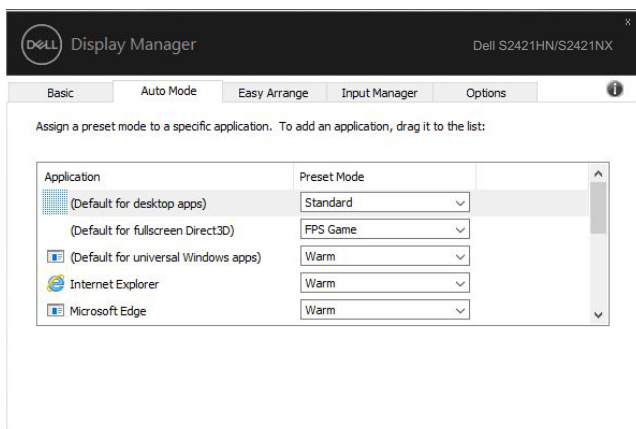 DELL Display Manager
Dell S2421HN/S2421NX
Basic Auto Mode Easy Arrange Input Manager Options
Assign a preset mode to a specific application. To add an application, drag it to the list:
Application Preset Mode
(Default for desktop apps) Standard
(Default for fullscreen Direct3D) FPS Game
(Default for universal Windows apps) Warm
Internet Explorer Warm
Microsoft Edge Warm